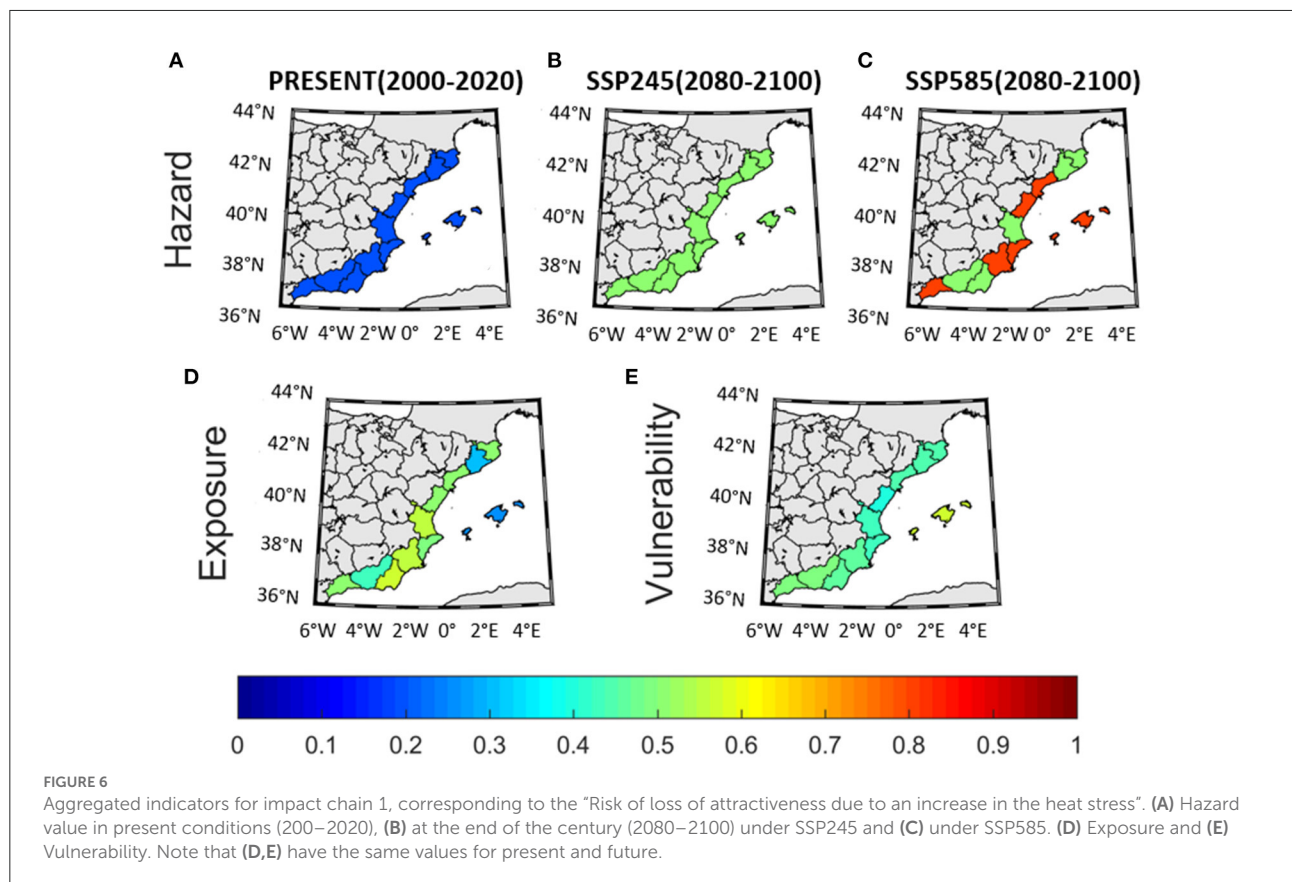 A
B
C
PRESENT(2000-2020)
SSP245(2080-2100)
SSP585(2080-2100)
Hazard
44°N
42°N
40°N
38°N
36°N
6°W 4°W 2°W 0° 2°E 4°E
44°N
42°N
40°N
38°N
36°N
6°W 4°W 2°W 0° 2°E 4°E
44°N
42°N
40°N
38°N
36°N
6°W 4°W 2°W 0° 2°E 4°E
D
E
Exposure
44°N
42°N
40°N
38°N
36°N
6°W 4°W 2°W 0° 2°E 4°E
Vulnerability
44°N
42°N
40°N
38°N
36°N
6°W 4°W 2°W 0° 2°E 4°E
0 0.1 0.2 0.3 0.4 0.5 0.6 0.7 0.8 0.9 1
FIGURE 6
Aggregated indicators for impact chain 1, corresponding to the "Risk of loss of attractiveness due to an increase in the heat stress". (A) Hazard
value in present conditions (200–2020), (B) at the end of the century (2080–2100) under SSP245 and (C) under SSP585. (D) Exposure and (E)
Vulnerability. Note that (D,E) have the same values for present and future.